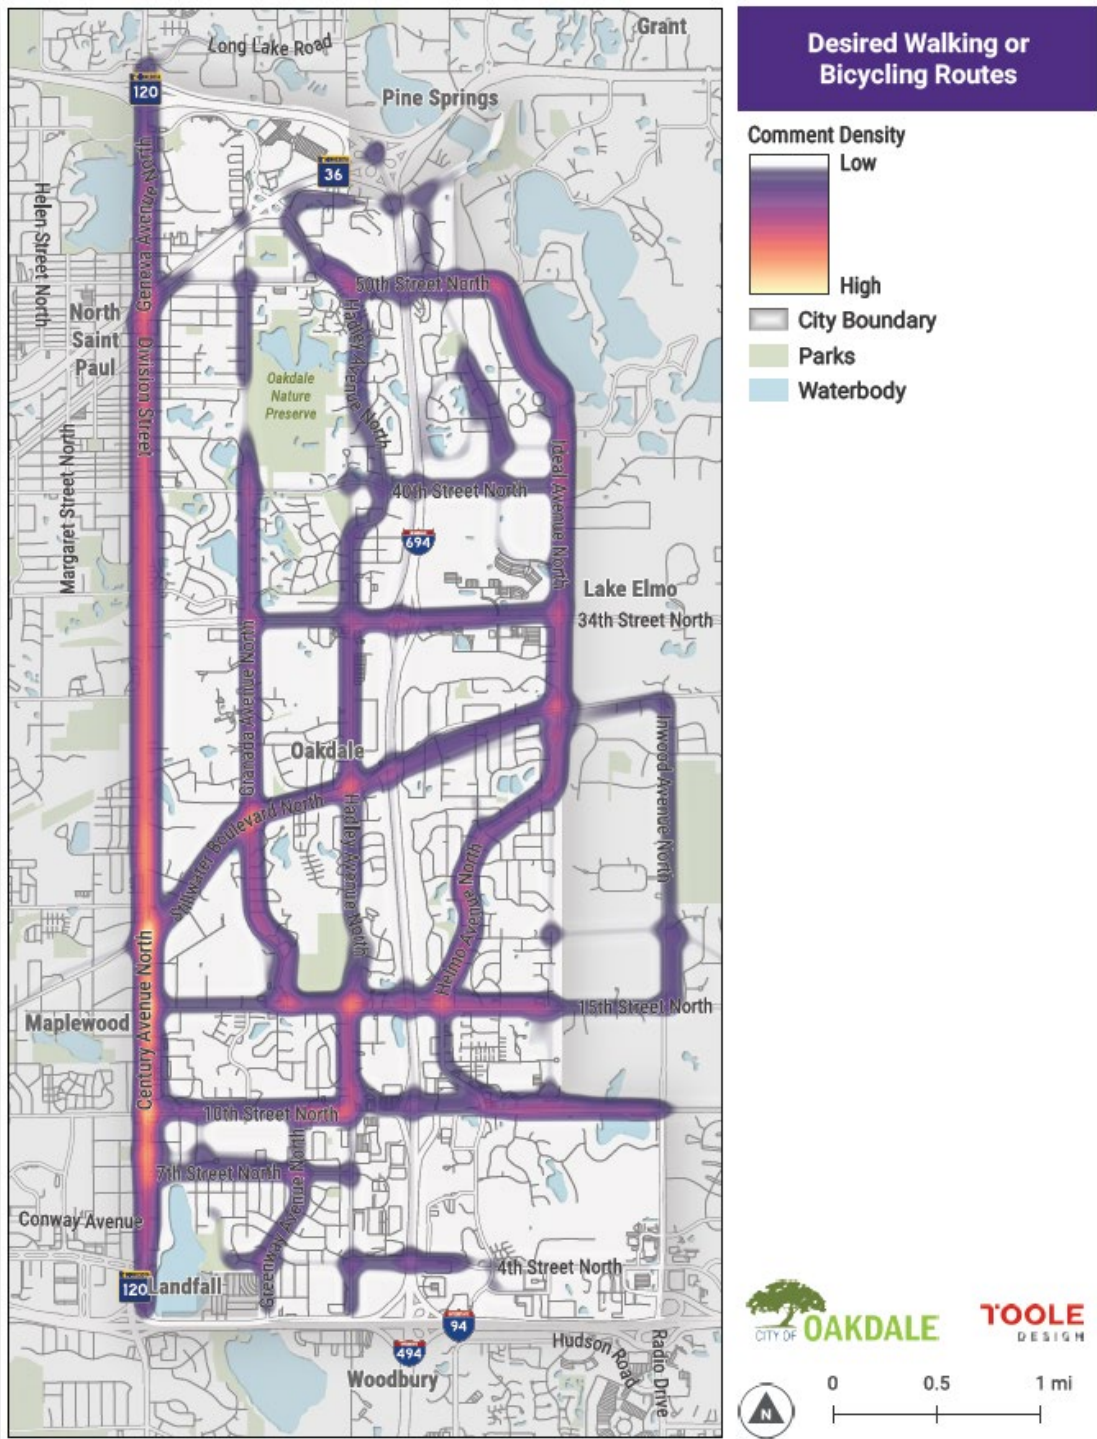 Grant
Long Lake Road
Pine Springs
120
36
Geneva Avenue North
Helen Street North
50th Street North
North
Saint
Paul
Hadley Avenue North
Division Street
Oakdale
Nature
Preserve
Margaret Street North
40th Street North
Ideal Avenue North
694
Lake Elmo
34th Street North
Granada Avenue North
Oakdale
Inwood Avenue North
Stillwater Boulevard North
Hadley Avenue North
Helmo Avenue North
Century Avenue North
15th Street North
Maplewood
10th Street North
7th Street North
Greenway Avenue North
Conway Avenue
4th Street North
120
Landfall
94
494
Hudson Road
Radio Drive
Woodbury
Desired Walking or
Bicycling Routes
Comment Density
Low
High
City Boundary
Parks
Waterbody
CITY OF OAKDALE
TOOLE
DESIGN
N
0 0.5 1 mi